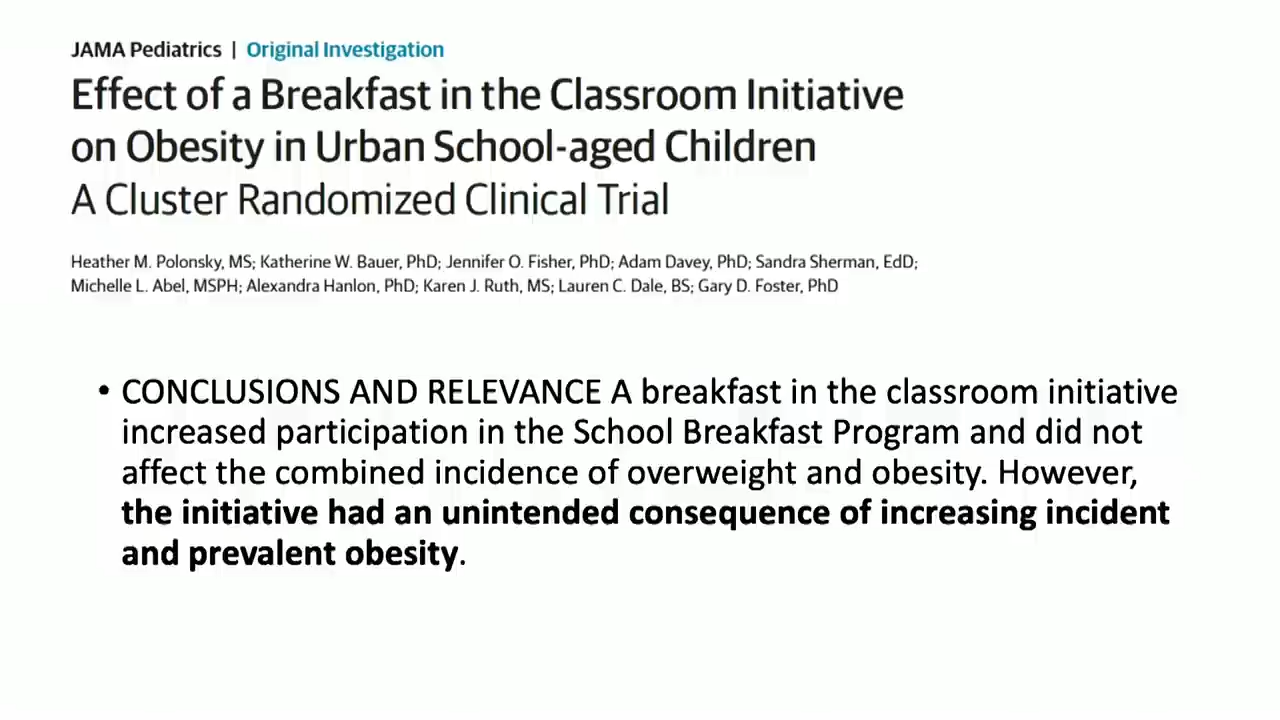 JAMA Pediatrics | Original Investigation
Effect of a Breakfast in the Classroom Initiative
on Obesity in Urban School-aged Children
A Cluster Randomized Clinical Trial
Heather M. Polonsky, MS; Katherine W. Bauer, PhD; Jennifer O. Fisher, PhD; Adam Davey, PhD; Sandra Sherman, EdD;
Michelle L. Abel, MSPH; Alexandra Hanlon, PhD; Karen J. Ruth, MS; Lauren C. Dale, BS; Gary D. Foster, PhD
• CONCLUSIONS AND RELEVANCE A breakfast in the classroom initiative
increased participation in the School Breakfast Program and did not
affect the combined incidence of overweight and obesity. However,
the initiative had an unintended consequence of increasing incident
and prevalent obesity.